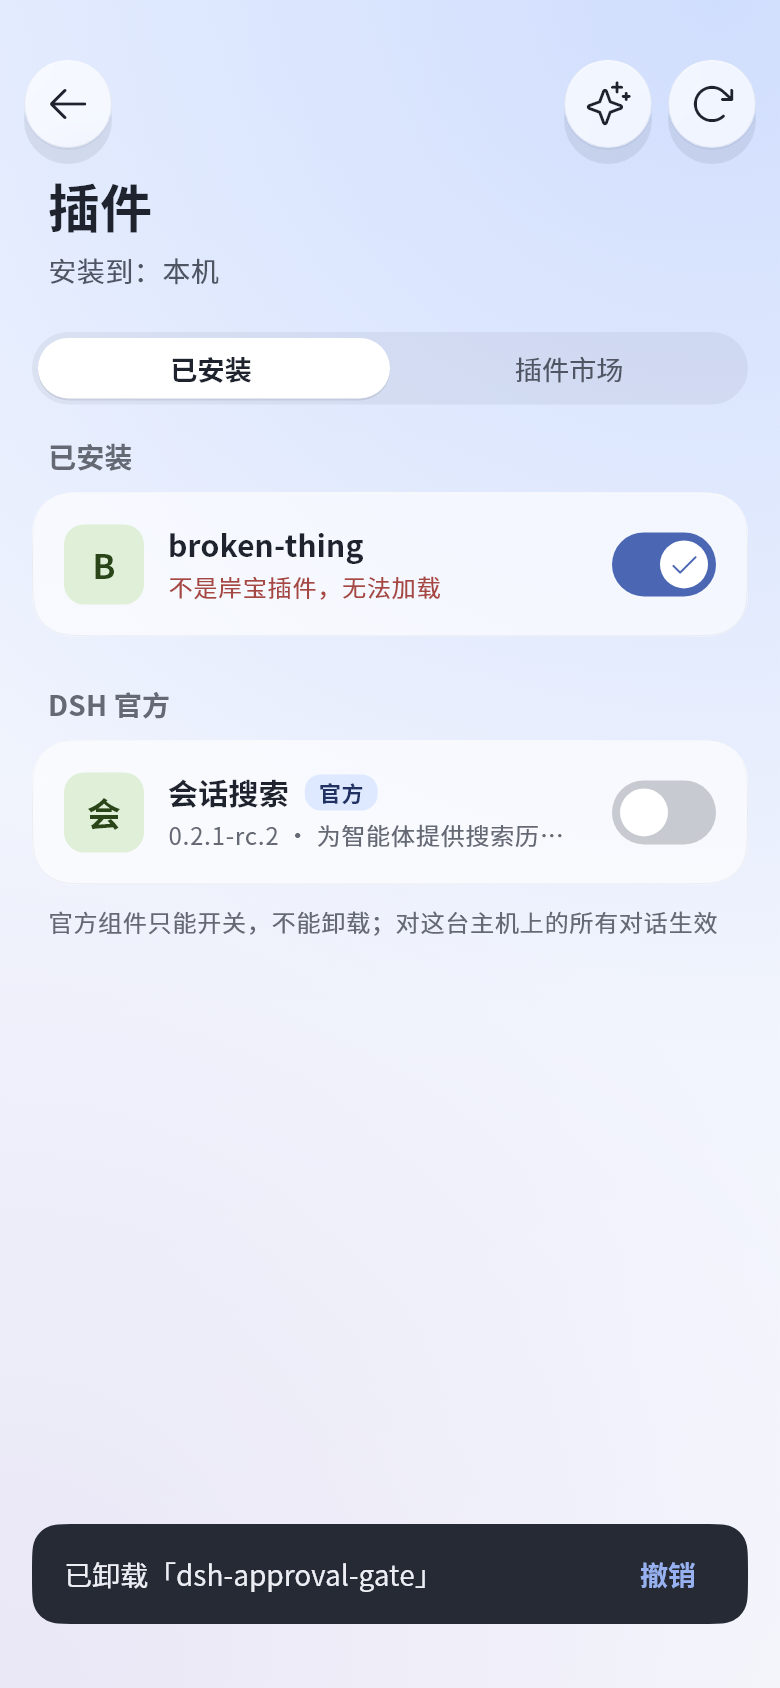 插件
安装到：本机
已安装
插件市场
已安装
B
broken-thing
不是岸宝插件，无法加载
DSH 官方
会
会话搜索 官方
0.2.1-rc.2 • 为智能体提供搜索历…
官方组件只能开关，不能卸载；对这台主机上的所有对话生效
已卸载「dsh-approval-gate」
撤销